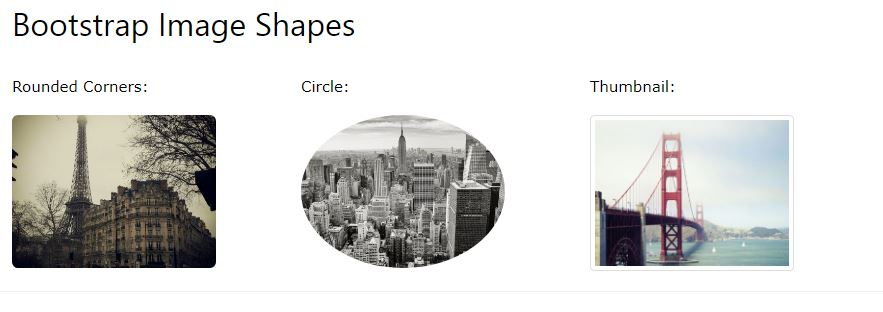 Bootstrap Image Shapes
Rounded Corners:
Circle:
Thumbnail: